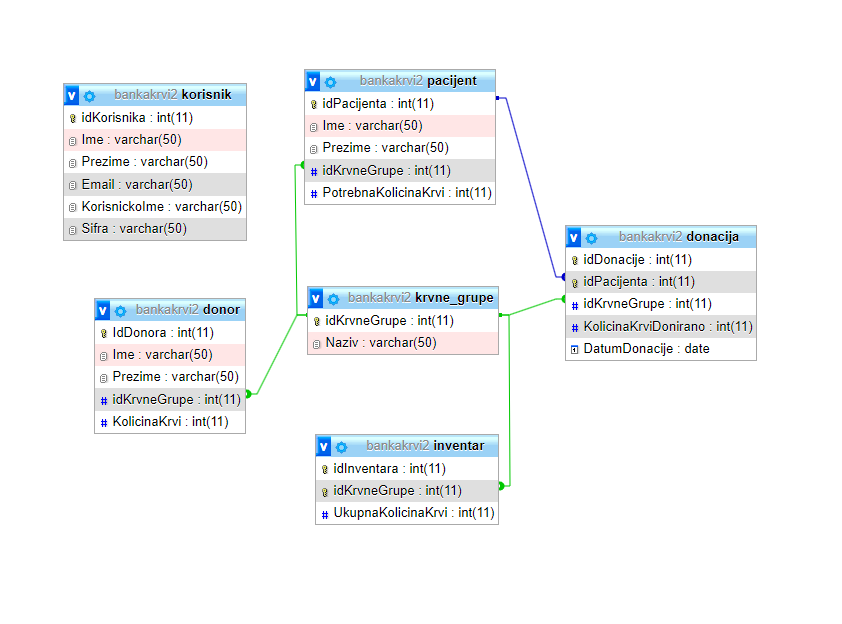 bankakrvi2 korisnik
idKorisnika : int(11)
Ime : varchar(50)
Prezime : varchar(50)
Email : varchar(50)
KorisnickoIme : varchar(50)
Sifra : varchar(50)
bankakrvi2 pacijent
idPacijenta : int(11)
Ime : varchar(50)
Prezime : varchar(50)
idKrvneGrupe : int(11)
PotrebnaKolicinaKrvi : int(11)
bankakrvi2 donacija
idDonacije : int(11)
idPacijenta : int(11)
idKrvneGrupe : int(11)
KolicinaKrviDonirano : int(11)
DatumDonacije : date
bankakrvi2 donor
IdDonora : int(11)
Ime : varchar(50)
Prezime : varchar(50)
idKrvneGrupe : int(11)
KolicinaKrvi : int(11)
bankakrvi2 krvne_grupe
idKrvneGrupe : int(11)
Naziv : varchar(50)
bankakrvi2 inventar
idInventara : int(11)
idKrvneGrupe : int(11)
UkupnaKolicinaKrvi : int(11)